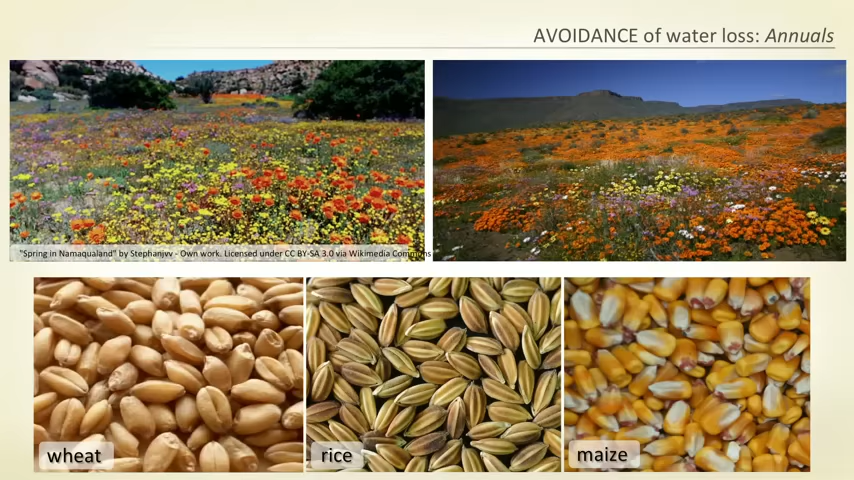 AVOIDANCE of water loss: Annuals
"Spring in Namaqualand" by Stephanjvv - Own work. Licensed under CC BY-SA 3.0 via Wikimedia Commons
wheat
rice
maize